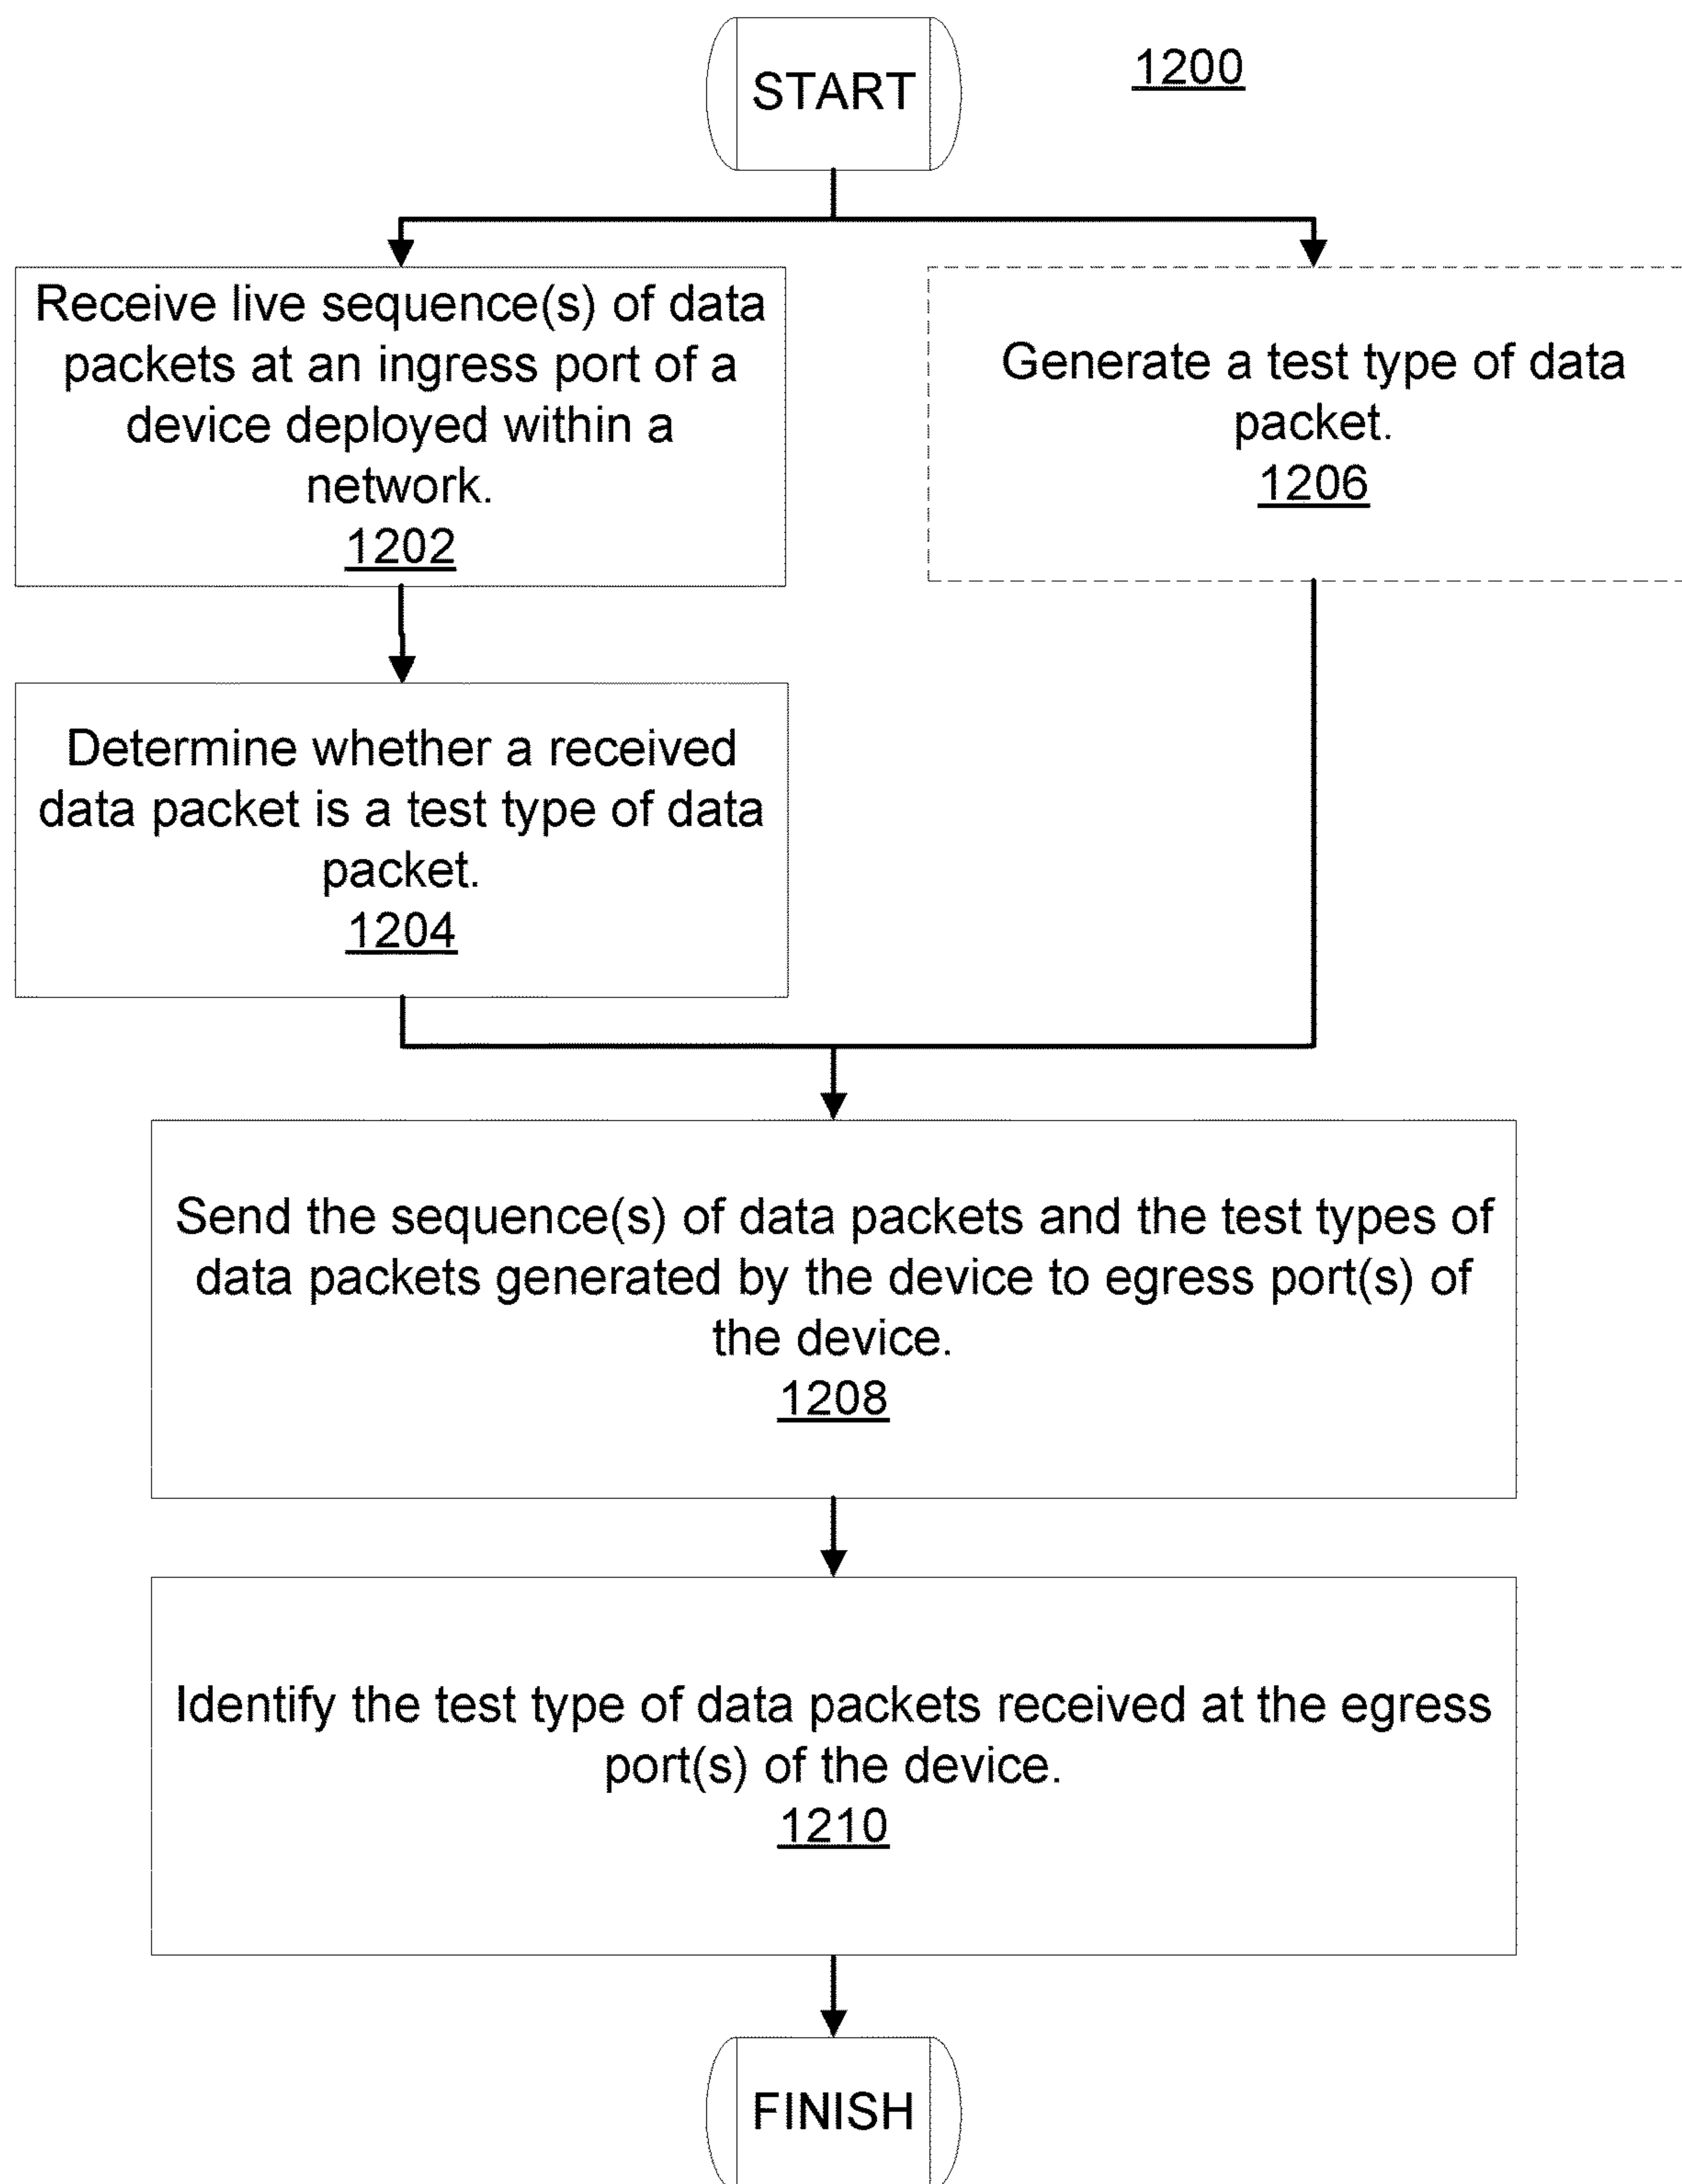 START
1200
Receive live sequence(s) of data
packets at an ingress port of a
device deployed within a
network.
1202
Generate a test type of data
packet.
1206
Determine whether a received
data packet is a test type of data
packet.
1204
Send the sequence(s) of data packets and the test types of
data packets generated by the device to egress port(s) of
the device.
1208
Identify the test type of data packets received at the egress
port(s) of the device.
1210
FINISH